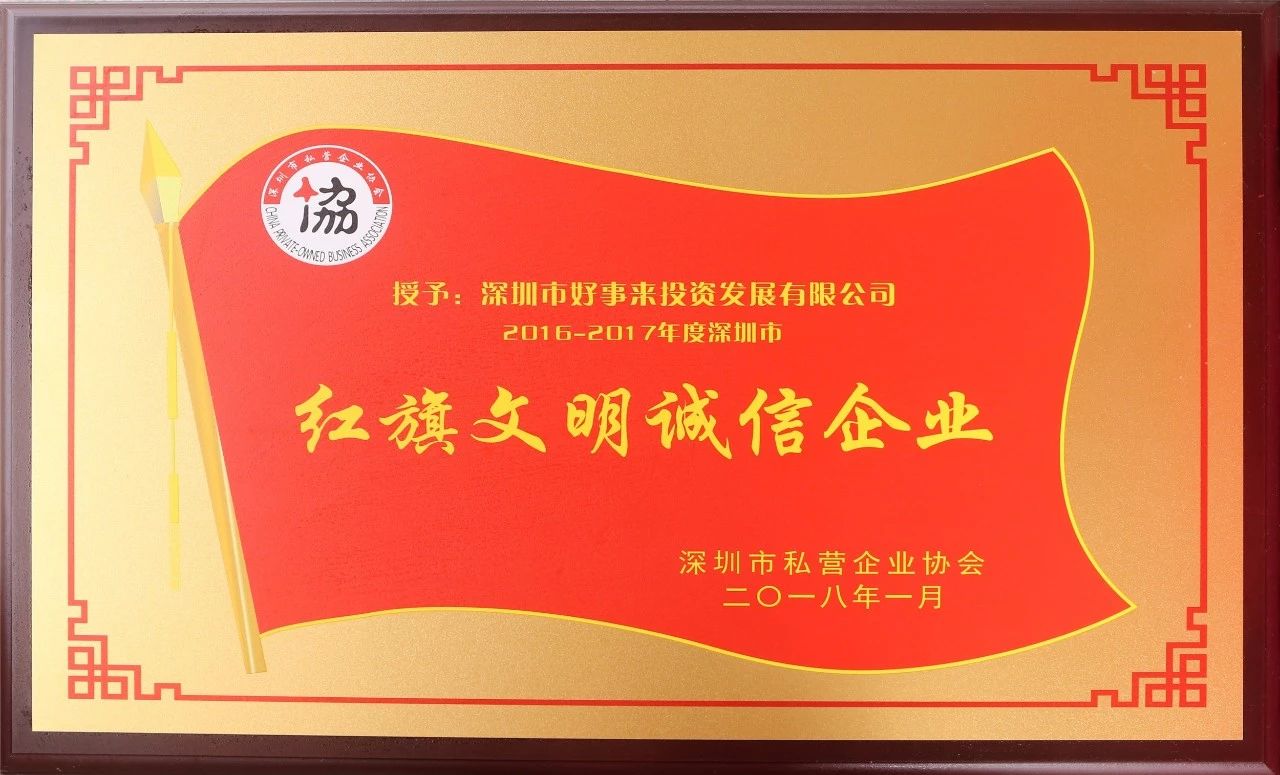 深圳市私营企业协会
協
CHINA PRIVATE-OWNED BUSINESS ASSOCIATION
授予：深圳市好事来投资发展有限公司
2016-2017年度深圳市
红旗文明诚信企业
深圳市私营企业协会
二〇一八年一月